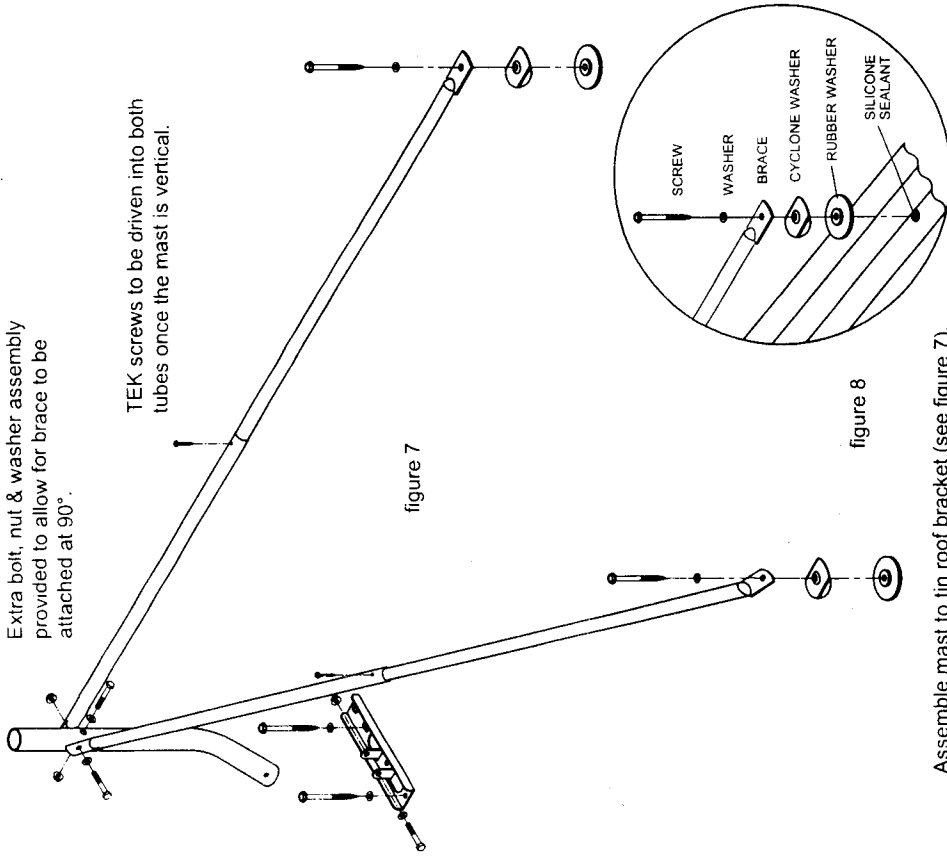 Extra bolt, nut & washer assembly
provided to allow for brace to be
attached at 90°.
TEK screws to be driven into both
tubes once the mast is vertical.
figure 7
SCREW
WASHER
BRACE
CYCLONE WASHER
RUBBER WASHER
SILICONE
SEALANT
figure 8
Assemble mast to tin roof bracket (see figure 7).